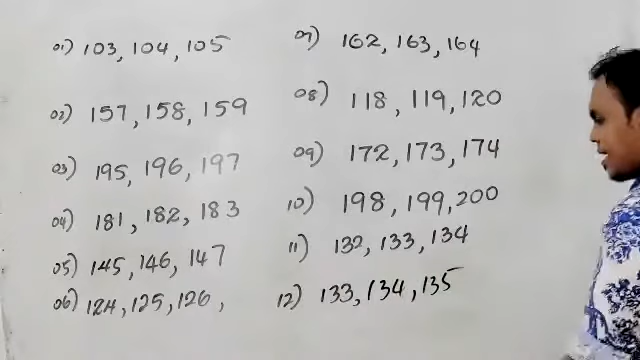 01) 103, 104, 105
02) 157, 158, 159
03) 195, 196, 197
04) 181, 182, 183
05) 145, 146, 147
06) 124, 125, 126,
07) 162, 163, 164
08) 118, 119, 120
09) 172, 173, 174
10) 198, 199, 200
11) 132, 133, 134
12) 133, 134, 135